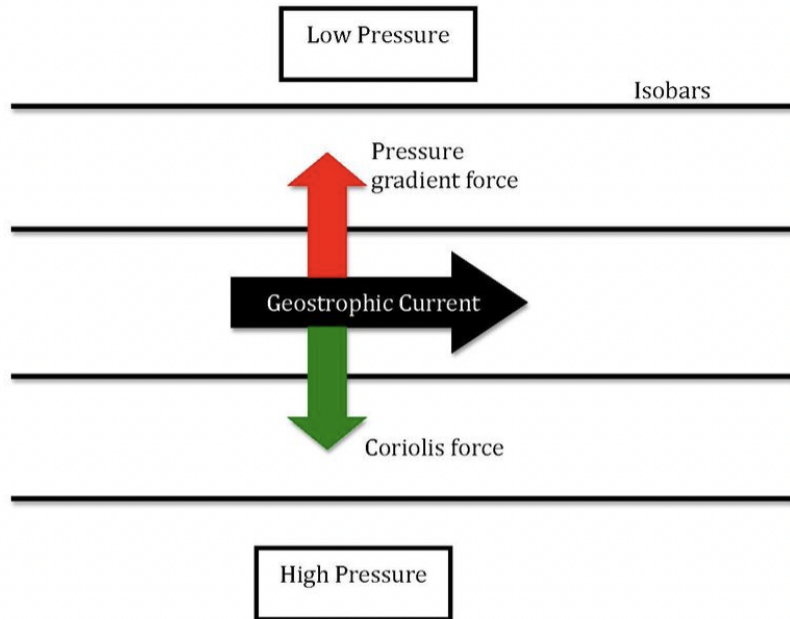 Low Pressure
Isobars
Pressure
gradient force
Geostrophic Current
Coriolis force
High Pressure